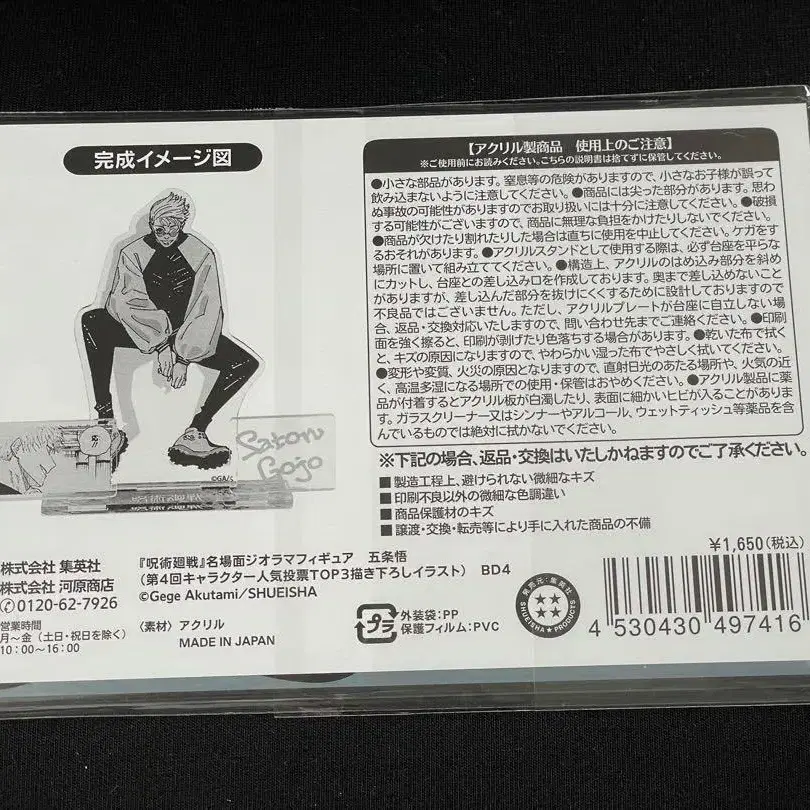 完成イメージ図
Satoru
Gojo
©GA/S
【アクリル製商品　使用上のご注意】
※ご使用前にお読みください。こちらの説明書は捨てずに保管してください。
●小さな部品があります。窒息等の危険がありますので、小さなお子様が誤って
飲み込まないように注意してください。●商品には尖った部分があります。思わ
ぬ事故の可能性がありますのでお取り扱いには十分に注意してください。●破損
する可能性がございますので、商品に無理な負担をかけたりしないでください。
●商品が欠けたり割れたりした場合は直ちに使用を中止してください。ケガをす
るおそれがあります。●アクリルスタンドとして使用する際は、必ず台座を平らな
場所に置いて組み立ててください。●構造上、アクリルのはめ込み部分を斜め
にカットし、台座との差し込み口を作成しております。奥まで差し込めないこと
がありますが、差し込んだ部分を抜けにくくするために設計しておりますので
不良品ではございません。ただし、アクリルプレートが台座に自立しない場
合、返品・交換対応いたしますので、問い合わせ先までご連絡ください。●印刷
面を強く擦ると、印刷が剥げたり色落ちする場合があります。●乾いた布で拭く
と、キズの原因になりますので、やわらかい湿った布でやさしく拭いてください。
●変形や変質、火災の原因となりますので、直射日光のあたる場所や、火気の近
く、高温多湿になる場所での使用・保管はおやめください。●アクリル製品に薬
品が付着するとアクリル板が白濁したり、表面に細かいヒビが入ることがありま
す。ガラスクリーナー又はシンナーやアルコール、ウェットティッシュ等薬品を含
んでいるものでは絶対に拭かないでください。
※下記の場合、返品・交換はいたしかねますのでご了承ください。
■製造工程上、避けられない微細なキズ
■印刷不良以外の微細な色調違い
■商品保護材のキズ
■譲渡・交換・転売等により手に入れた商品の不備
株式会社 集英社
株式会社 河原商店
0120-62-7926
営業時間
月～金（土日・祝日を除く）
10：00～16：00
『呪術廻戦』名場面ジオラマフィギュア　五条悟
（第4回キャラクター人気投票TOP3描き下ろしイラスト）　BD4
©Gege Akutami/SHUEISHA
〈素材〉アクリル
MADE IN JAPAN
プラ
外装袋：PP
保護フィルム：PVC
発売元：集英社
SHUEISHA★PRODUCTS
¥1,650（税込）
4 530430 497416